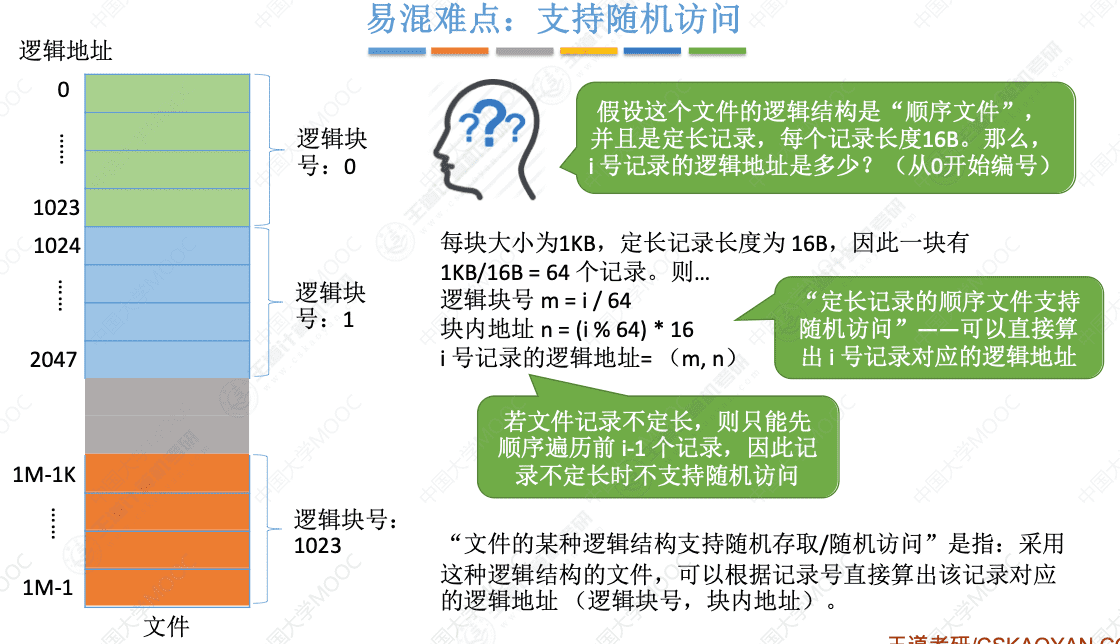 易混难点：支持随机访问
逻辑地址
0
……
1023
1024
……
2047
1M-1K
……
1M-1
文件
逻辑块
号：0
逻辑块
号：1
逻辑块号：
1023
???
假设这个文件的逻辑结构是“顺序文件”，
并且是定长记录，每个记录长度16B。那么，
i 号记录的逻辑地址是多少？（从0开始编号）
每块大小为1KB，定长记录长度为 16B，因此一块有
1KB/16B = 64 个记录。则…
逻辑块号 m = i / 64
块内地址 n = (i % 64) * 16
i 号记录的逻辑地址= （m, n）
“定长记录的顺序文件支持
随机访问”——可以直接算
出 i 号记录对应的逻辑地址
若文件记录不定长，则只能先
顺序遍历前 i-1 个记录，因此记
录不定长时不支持随机访问
“文件的某种逻辑结构支持随机存取/随机访问”是指：采用
这种逻辑结构的文件，可以根据记录号直接算出该记录对应
的逻辑地址 （逻辑块号，块内地址）。
王道考研/CSKAOYAN.CO